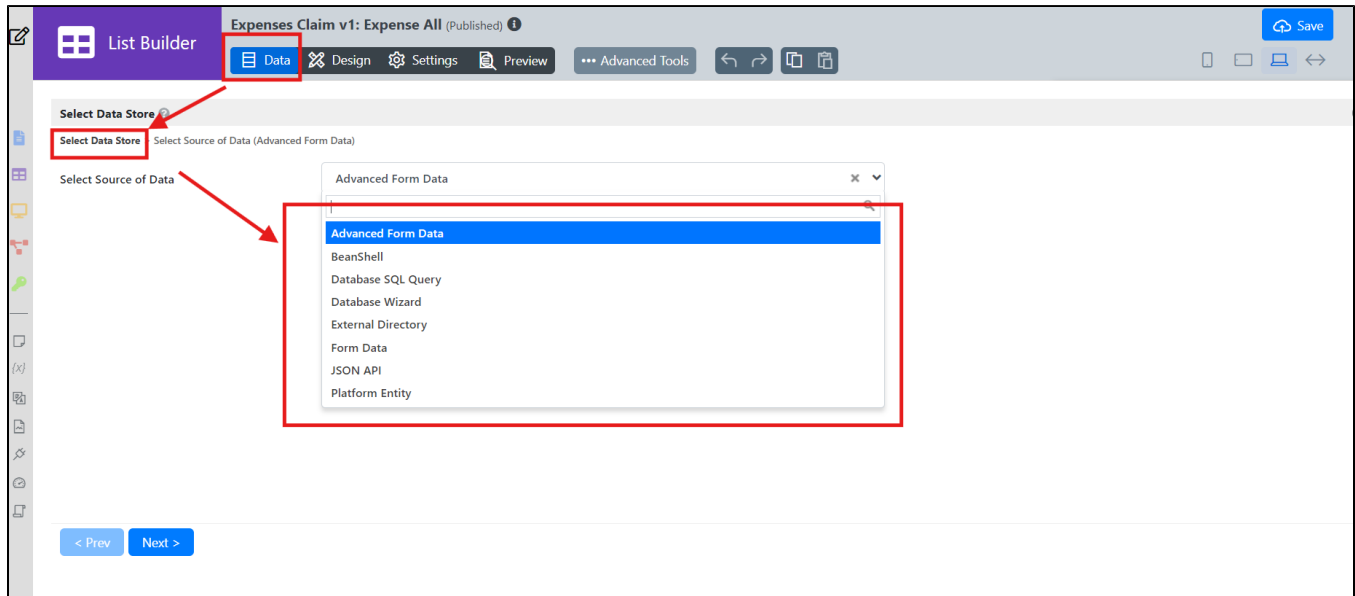 Expenses Claim v1: Expense All (Published)
Save
List Builder
Data Design Settings Preview ••• Advanced Tools
Select Data Store
Select Data Store Select Source of Data (Advanced Form Data)
Select Source of Data
Advanced Form Data
Advanced Form Data
BeanShell
Database SQL Query
Database Wizard
External Directory
Form Data
JSON API
Platform Entity
{x}
< Prev Next >